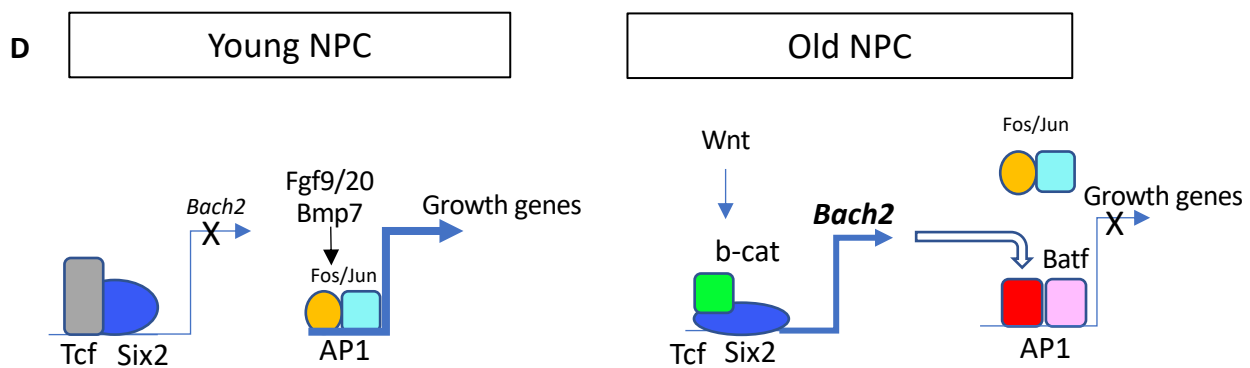 D
Young NPC
Bach2
X
Fgf9/20
Bmp7
Growth genes
Fos/Jun
Tcf Six2
AP1
Old NPC
Wnt
b-cat
Bach2
Fos/Jun
Growth genes
X
Batf
Tcf Six2
AP1